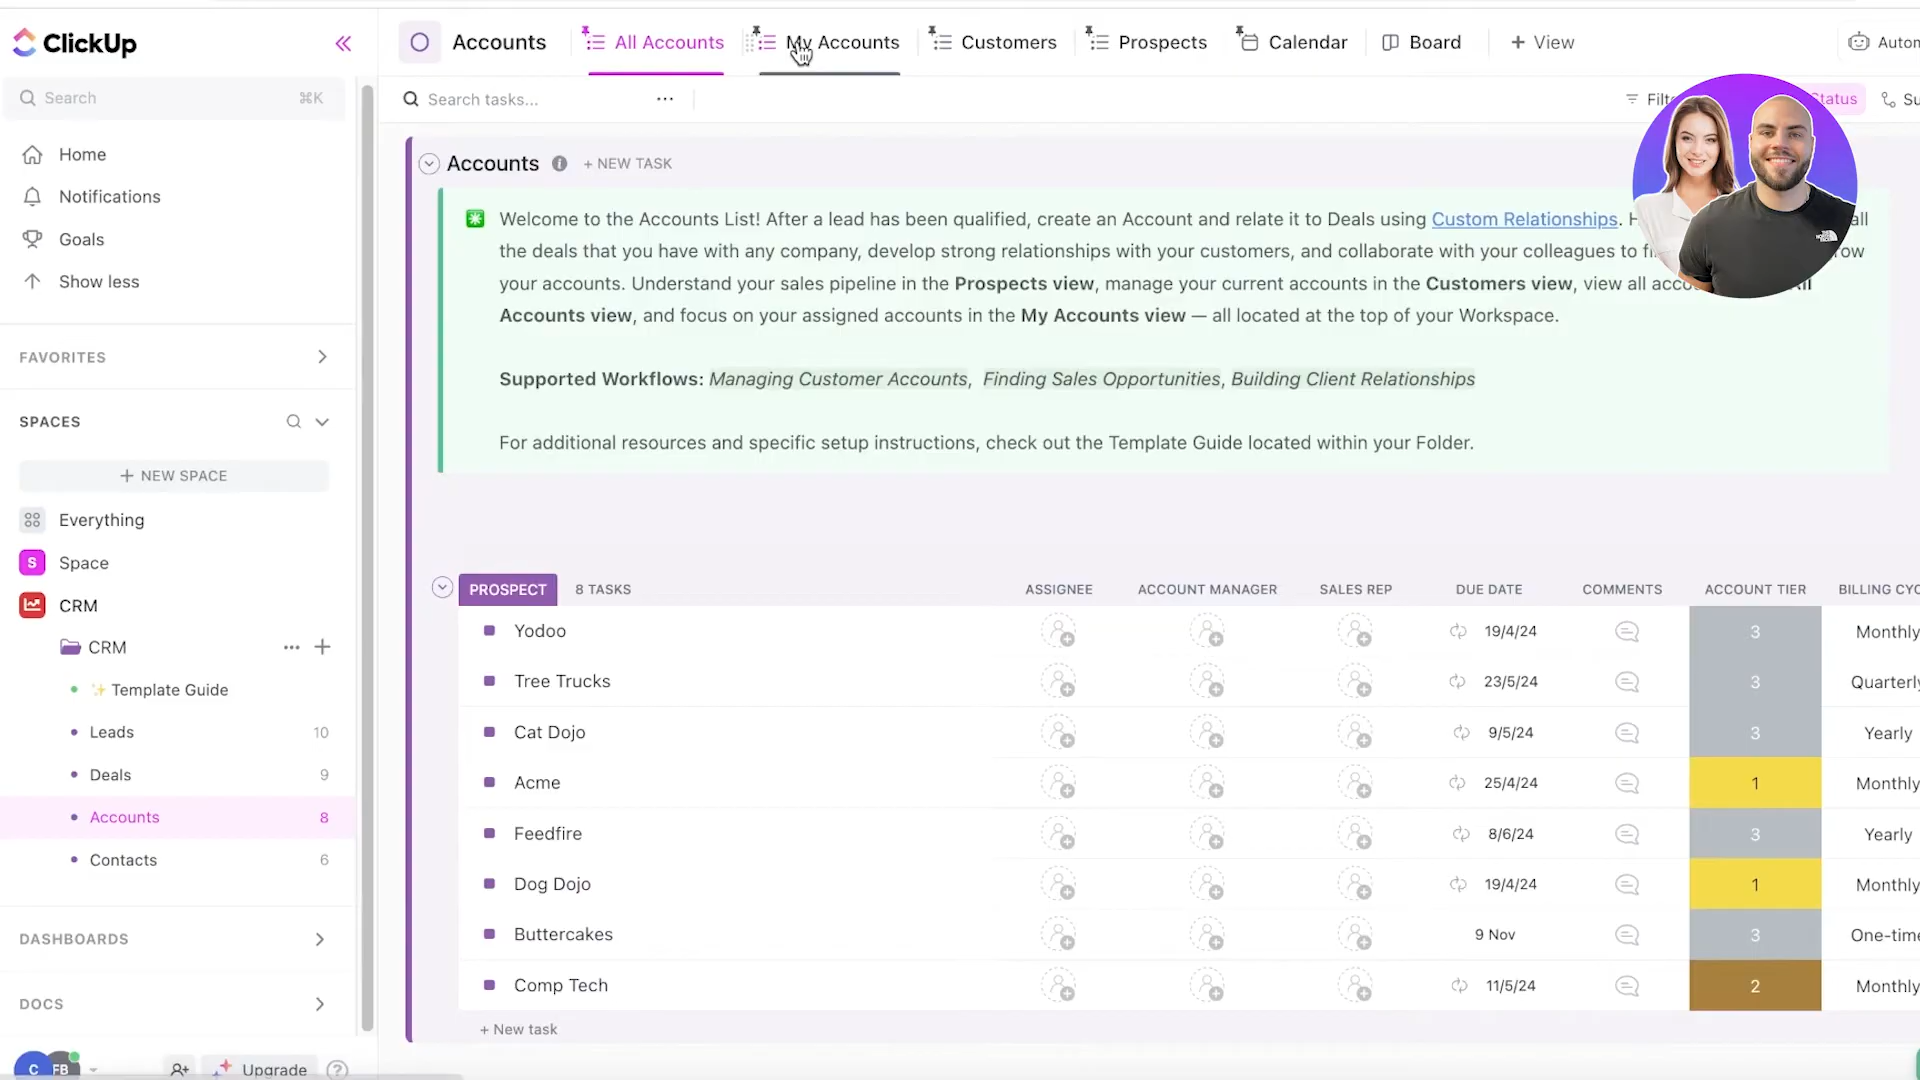 ClickUp
Search ⌘K
Home
Notifications
Goals
Show less
FAVORITES
SPACES
+ NEW SPACE
Everything
S Space
CRM
CRM
Template Guide
Leads 10
Deals 9
Accounts 8
Contacts 6
DASHBOARDS
DOCS
C FB Upgrade ?
Accounts All Accounts My Accounts Customers Prospects Calendar Board + View
Search tasks...
Status
Accounts + NEW TASK
Welcome to the Accounts List! After a lead has been qualified, create an Account and relate it to Deals using Custom Relationships. all
the deals that you have with any company, develop strong relationships with your customers, and collaborate with your colleagues to
your accounts. Understand your sales pipeline in the Prospects view, manage your current accounts in the Customers view, view all
Accounts view, and focus on your assigned accounts in the My Accounts view — all located at the top of your Workspace.
Supported Workflows: Managing Customer Accounts, Finding Sales Opportunities, Building Client Relationships
For additional resources and specific setup instructions, check out the Template Guide located within your Folder.
PROSPECT 8 TASKS ASSIGNEE ACCOUNT MANAGER SALES REP DUE DATE COMMENTS ACCOUNT TIER BILLING CYC
Yodoo 19/4/24 3 Monthly
Tree Trucks 23/5/24 3 Quarterly
Cat Dojo 9/5/24 3 Yearly
Acme 25/4/24 1 Monthly
Feedfire 8/6/24 3 Yearly
Dog Dojo 19/4/24 1 Monthly
Buttercakes 9 Nov 3 One-time
Comp Tech 11/5/24 2 Monthly
+ New task